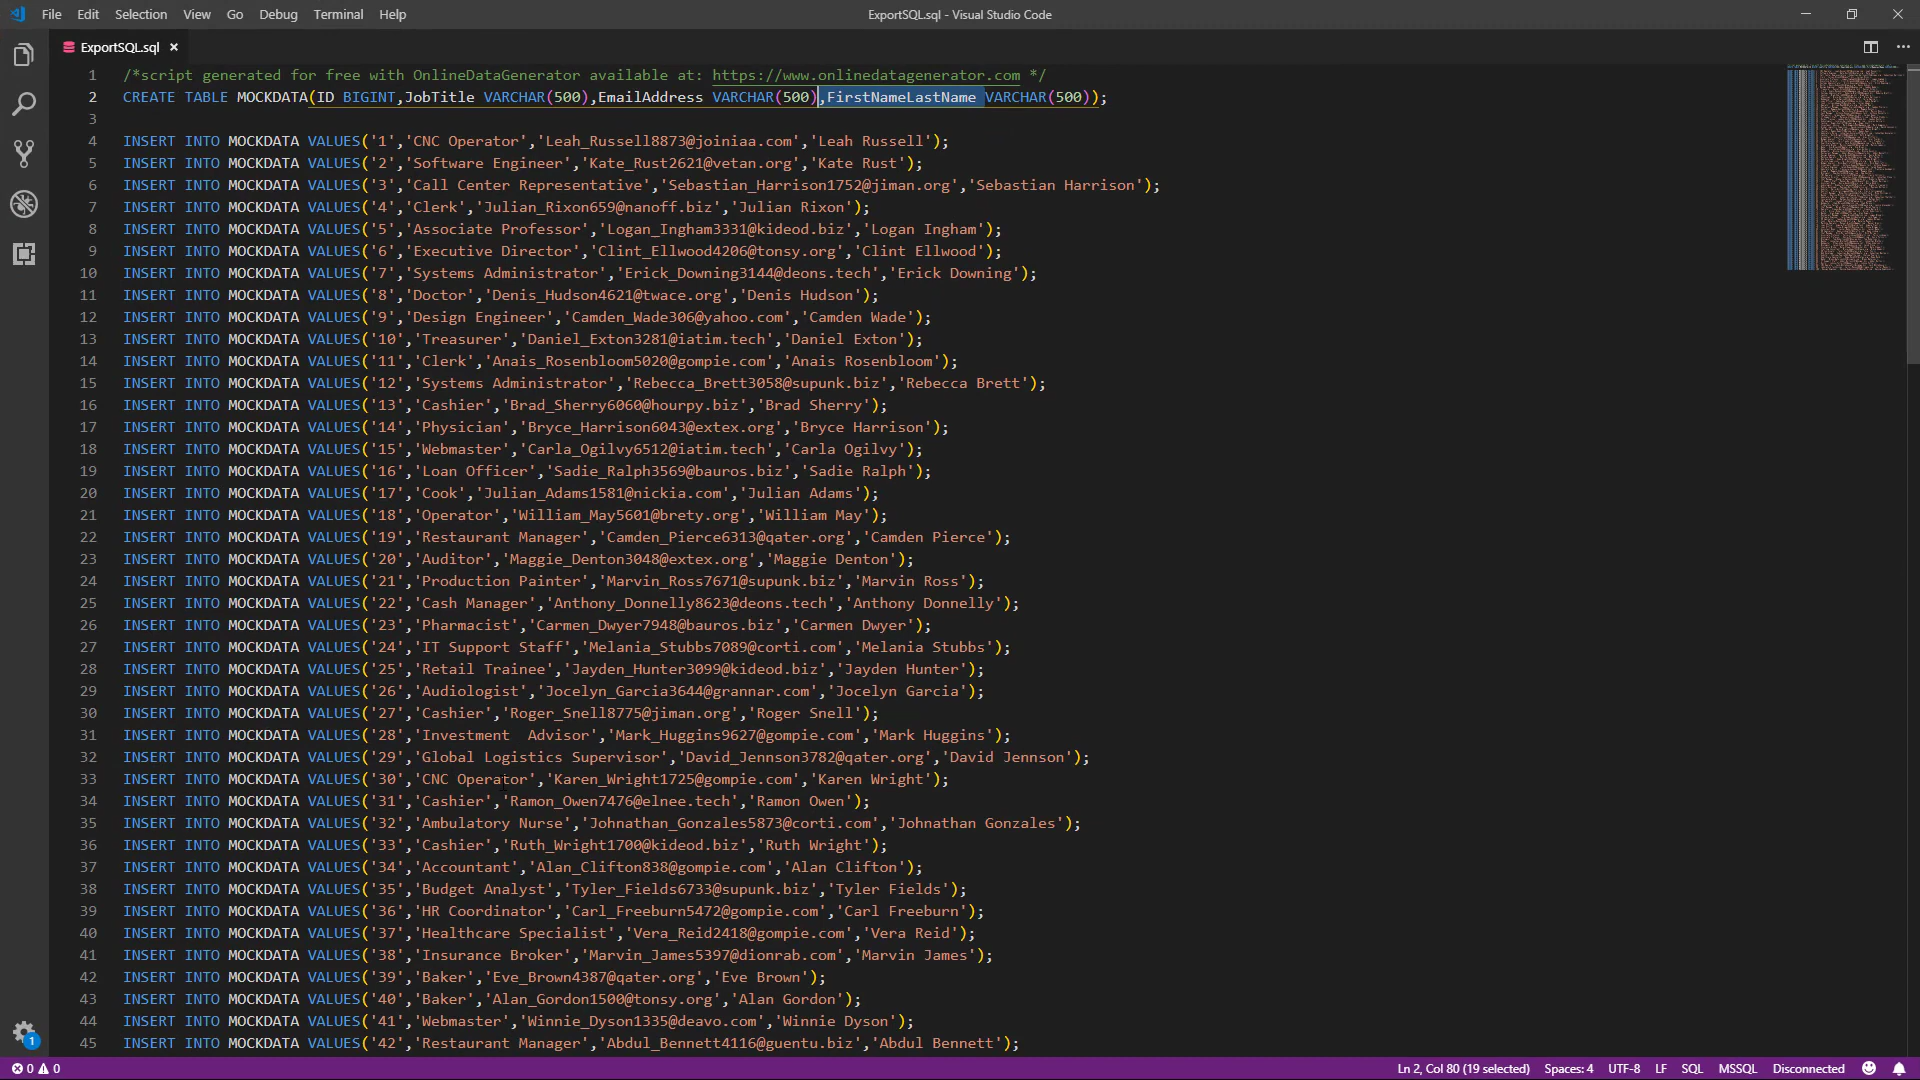 File Edit Selection View Go Debug Terminal Help
ExportSQL.sql - Visual Studio Code
ExportSQL.sql
1 /*script generated for free with OnlineDataGenerator available at: https://www.onlinedatagenerator.com */
2 CREATE TABLE MOCKDATA(ID BIGINT,JobTitle VARCHAR(500),EmailAddress VARCHAR(500),FirstNameLastName VARCHAR(500));
3
4 INSERT INTO MOCKDATA VALUES('1','CNC Operator','Leah_Russell8873@joiniaa.com','Leah Russell');
5 INSERT INTO MOCKDATA VALUES('2','Software Engineer','Kate_Rust2621@vetan.org','Kate Rust');
6 INSERT INTO MOCKDATA VALUES('3','Call Center Representative','Sebastian_Harrison1752@jiman.org','Sebastian Harrison');
7 INSERT INTO MOCKDATA VALUES('4','Clerk','Julian_Rixon659@nanoff.biz','Julian Rixon');
8 INSERT INTO MOCKDATA VALUES('5','Associate Professor','Logan_Ingham3331@kideod.biz','Logan Ingham');
9 INSERT INTO MOCKDATA VALUES('6','Executive Director','Clint_Ellwood4206@tonsy.org','Clint Ellwood');
10 INSERT INTO MOCKDATA VALUES('7','Systems Administrator','Erick_Downing3144@deons.tech','Erick Downing');
11 INSERT INTO MOCKDATA VALUES('8','Doctor','Denis_Hudson4621@twace.org','Denis Hudson');
12 INSERT INTO MOCKDATA VALUES('9','Design Engineer','Camden_Wade306@yahoo.com','Camden Wade');
13 INSERT INTO MOCKDATA VALUES('10','Treasurer','Daniel_Exton3281@iatim.tech','Daniel Exton');
14 INSERT INTO MOCKDATA VALUES('11','Clerk','Anais_Rosenbloom5020@gompie.com','Anais Rosenbloom');
15 INSERT INTO MOCKDATA VALUES('12','Systems Administrator','Rebecca_Brett3058@supunk.biz','Rebecca Brett');
16 INSERT INTO MOCKDATA VALUES('13','Cashier','Brad_Sherry6060@hourpy.biz','Brad Sherry');
17 INSERT INTO MOCKDATA VALUES('14','Physician','Bryce_Harrison6043@extex.org','Bryce Harrison');
18 INSERT INTO MOCKDATA VALUES('15','Webmaster','Carla_Ogilvy6512@iatim.tech','Carla Ogilvy');
19 INSERT INTO MOCKDATA VALUES('16','Loan Officer','Sadie_Ralph3569@bauros.biz','Sadie Ralph');
20 INSERT INTO MOCKDATA VALUES('17','Cook','Julian_Adams1581@nickia.com','Julian Adams');
21 INSERT INTO MOCKDATA VALUES('18','Operator','William_May5601@brety.org','William May');
22 INSERT INTO MOCKDATA VALUES('19','Restaurant Manager','Camden_Pierce6313@qater.org','Camden Pierce');
23 INSERT INTO MOCKDATA VALUES('20','Auditor','Maggie_Denton3048@extex.org','Maggie Denton');
24 INSERT INTO MOCKDATA VALUES('21','Production Painter','Marvin_Ross7671@supunk.biz','Marvin Ross');
25 INSERT INTO MOCKDATA VALUES('22','Cash Manager','Anthony_Donnelly8623@deons.tech','Anthony Donnelly');
26 INSERT INTO MOCKDATA VALUES('23','Pharmacist','Carmen_Dwyer7948@bauros.biz','Carmen Dwyer');
27 INSERT INTO MOCKDATA VALUES('24','IT Support Staff','Melania_Stubbs7089@corti.com','Melania Stubbs');
28 INSERT INTO MOCKDATA VALUES('25','Retail Trainee','Jayden_Hunter3099@kideod.biz','Jayden Hunter');
29 INSERT INTO MOCKDATA VALUES('26','Audiologist','Jocelyn_Garcia3644@grannar.com','Jocelyn Garcia');
30 INSERT INTO MOCKDATA VALUES('27','Cashier','Roger_Snell8775@jiman.org','Roger Snell');
31 INSERT INTO MOCKDATA VALUES('28','Investment  Advisor','Mark_Huggins9627@gompie.com','Mark Huggins');
32 INSERT INTO MOCKDATA VALUES('29','Global Logistics Supervisor','David_Jennson3782@qater.org','David Jennson');
33 INSERT INTO MOCKDATA VALUES('30','CNC Operator','Karen_Wright1725@gompie.com','Karen Wright');
34 INSERT INTO MOCKDATA VALUES('31','Cashier','Ramon_Owen7476@elnee.tech','Ramon Owen');
35 INSERT INTO MOCKDATA VALUES('32','Ambulatory Nurse','Johnathan_Gonzales5873@corti.com','Johnathan Gonzales');
36 INSERT INTO MOCKDATA VALUES('33','Cashier','Ruth_Wright1700@kideod.biz','Ruth Wright');
37 INSERT INTO MOCKDATA VALUES('34','Accountant','Alan_Clifton838@gompie.com','Alan Clifton');
38 INSERT INTO MOCKDATA VALUES('35','Budget Analyst','Tyler_Fields6733@supunk.biz','Tyler Fields');
39 INSERT INTO MOCKDATA VALUES('36','HR Coordinator','Carl_Freeburn5472@gompie.com','Carl Freeburn');
40 INSERT INTO MOCKDATA VALUES('37','Healthcare Specialist','Vera_Reid2418@gompie.com','Vera Reid');
41 INSERT INTO MOCKDATA VALUES('38','Insurance Broker','Marvin_James5397@dionrab.com','Marvin James');
42 INSERT INTO MOCKDATA VALUES('39','Baker','Eve_Brown4387@qater.org','Eve Brown');
43 INSERT INTO MOCKDATA VALUES('40','Baker','Alan_Gordon1500@tonsy.org','Alan Gordon');
44 INSERT INTO MOCKDATA VALUES('41','Webmaster','Winnie_Dyson1335@deavo.com','Winnie Dyson');
45 INSERT INTO MOCKDATA VALUES('42','Restaurant Manager','Abdul_Bennett4116@guentu.biz','Abdul Bennett');
1
0 0 Ln 2, Col 80 (19 selected) Spaces: 4 UTF-8 LF SQL MSSQL Disconnected